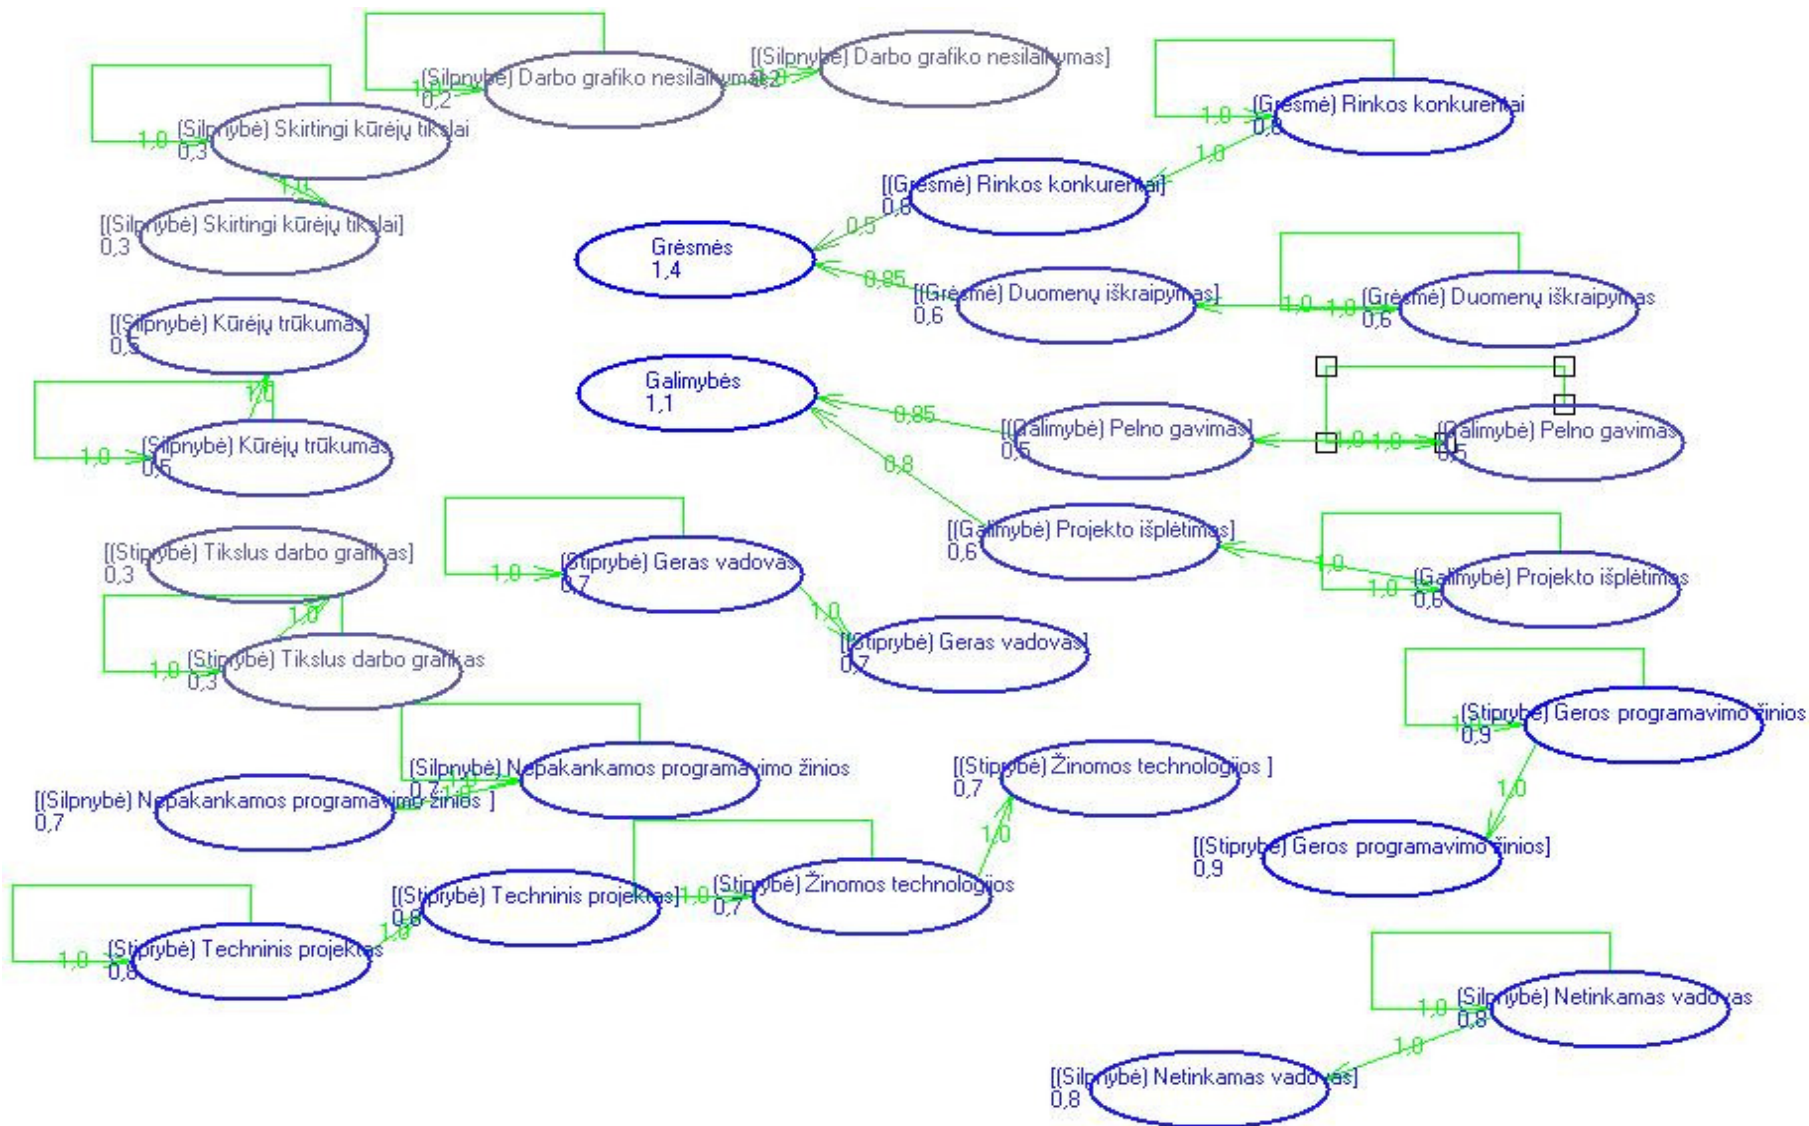 [(Silpnybė) Darbo grafiko nesilaikymas]
0,2
(Silpnybė) Darbo grafiko nesilaikymas
1,0
0,2
1,0
(Grėsmė) Rinkos konkurentai
1,0
0,8
(Silpnybė) Skirtingi kūrėjų tikslai
1,0
0,3
1,0
1,0
[(Grėsmė) Rinkos konkurentai]
0,8
[(Silpnybė) Skirtingi kūrėjų tikslai]
0,3
0,5
Grėsmės
1,4
0,85
[(Grėsmė) Duomenų iškraipymas]
0,6
1,0
1,0
(Grėsmė) Duomenų iškraipymas
0,6
[(Silpnybė) Kūrėjų trūkumas]
0,5
Galimybės
1,1
1,0
0,85
[(Galimybė) Pelno gavimas]
0,5
1,0
1,0
(Galimybė) Pelno gavimas
0,5
(Silpnybė) Kūrėjų trūkumas
1,0
0,5
0,8
[(Galimybė) Projekto išplėtimas]
0,6
[(Stiprybė) Tikslus darbo grafikas]
0,3
(Stiprybė) Geras vadovas
1,0
0,7
1,0
1,0
(Galimybė) Projekto išplėtimas
0,6
1,0
1,0
[(Stiprybė) Geras vadovas]
0,7
(Stiprybė) Tikslus darbo grafikas
1,0
0,3
(Stiprybė) Geros programavimo žinios
1,0
0,9
(Silpnybė) Nepakankamos programavimo žinios
0,7
1,0
1,0
[(Stiprybė) Žinomos technologijos ]
0,7
1,0
[(Silpnybė) Nepakankamos programavimo žinios ]
0,7
1,0
[(Stiprybė) Geros programavimo žinios]
0,9
[(Stiprybė) Techninis projektas]
0,8
1,0
(Stiprybė) Žinomos technologijos
0,7
1,0
(Stiprybė) Techninis projektas
1,0
0,8
(Silpnybė) Netinkamas vadovas
1,0
0,8
1,0
[(Silpnybė) Netinkamas vadovas]
0,8